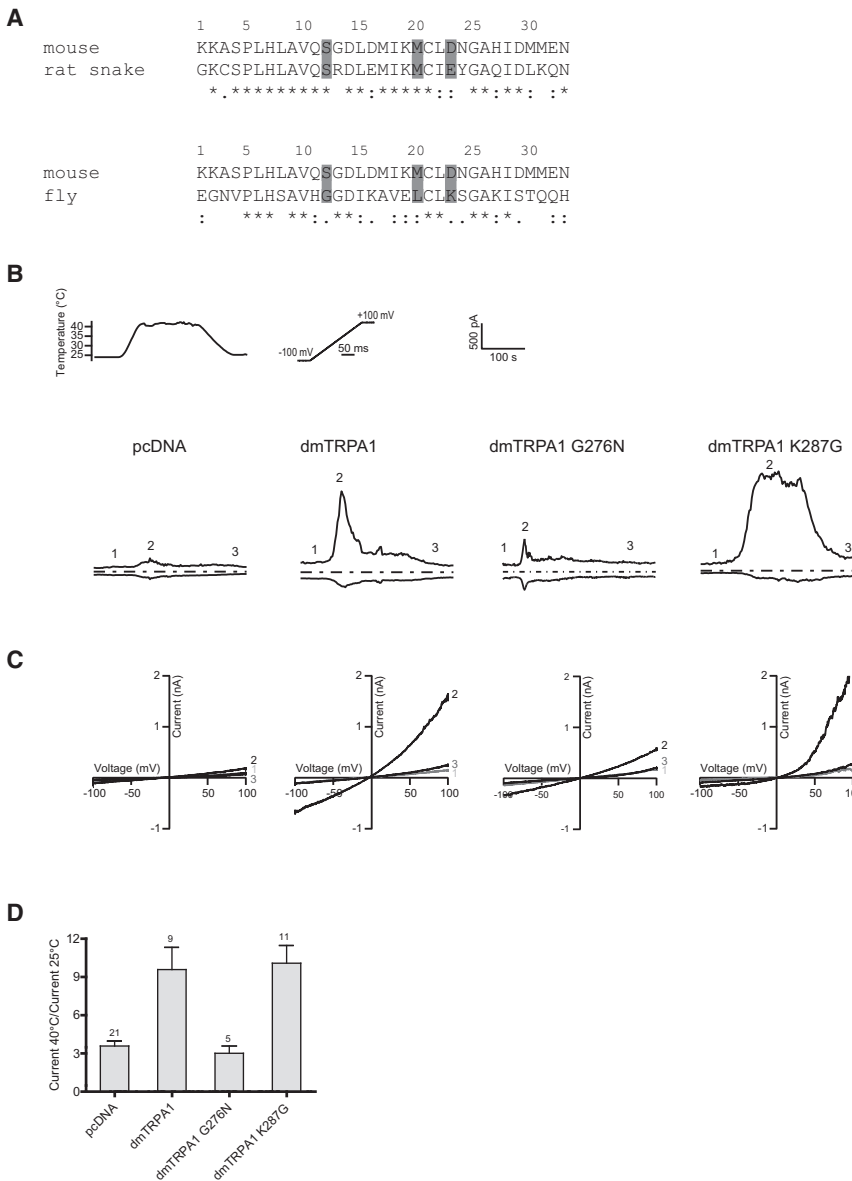 A
1 5 10 15 20 25 30
mouse KKASPLHLAVQSGDLDMIKMCLDNGAHIDMMEN
rat snake GKCSPLHLAVQSRDLEMIKMCIEYGAQIDLKQN
*.********** **:*****:: **:**: :*
1 5 10 15 20 25 30
mouse KKASPLHLAVQSGDLDMIKMCLDNGAHIDMMEN
fly EGNVPLHSAVHGGDIKAVELCLKSGAKISTQQH
: *** **:.**:. :::**..**:*. ::
B
Temperature (°C)
40
35
30
25
-100 mV
+100 mV
50 ms
500 pA
100 s
pcDNA dmTRPA1 dmTRPA1 G276N dmTRPA1 K287G
1 2 3
1 2 3
1 2 3
1 2 3
C
2 1 -1 Current (nA) Voltage (mV) -100 -50 50 100 2 1 3
2 1 -1 Current (nA) Voltage (mV) -100 -50 50 100 2 3 1
2 1 -1 Current (nA) Voltage (mV) -100 -50 50 100 2 3 1
2 1 -1 Current (nA) Voltage (mV) -100 -50 50 100
D
Current 40°C/Current 25°C
12
9
6
3
0
21 9 5 11
pcDNA
dmTRPA1
dmTRPA1 G276N
dmTRPA1 K287G